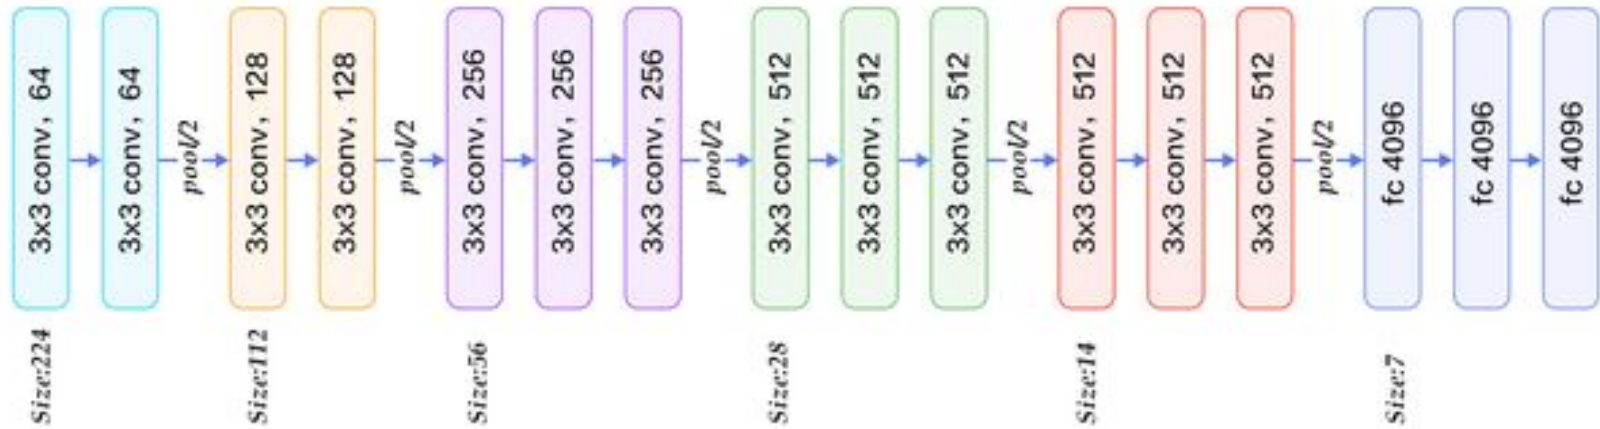 3x3 conv, 64
3x3 conv, 64
pool/2
3x3 conv, 128
3x3 conv, 128
pool/2
3x3 conv, 256
3x3 conv, 256
3x3 conv, 256
pool/2
3x3 conv, 512
3x3 conv, 512
3x3 conv, 512
pool/2
3x3 conv, 512
3x3 conv, 512
3x3 conv, 512
pool/2
fc 4096
fc 4096
fc 4096
Size:224
Size:112
Size:56
Size:28
Size:14
Size:7